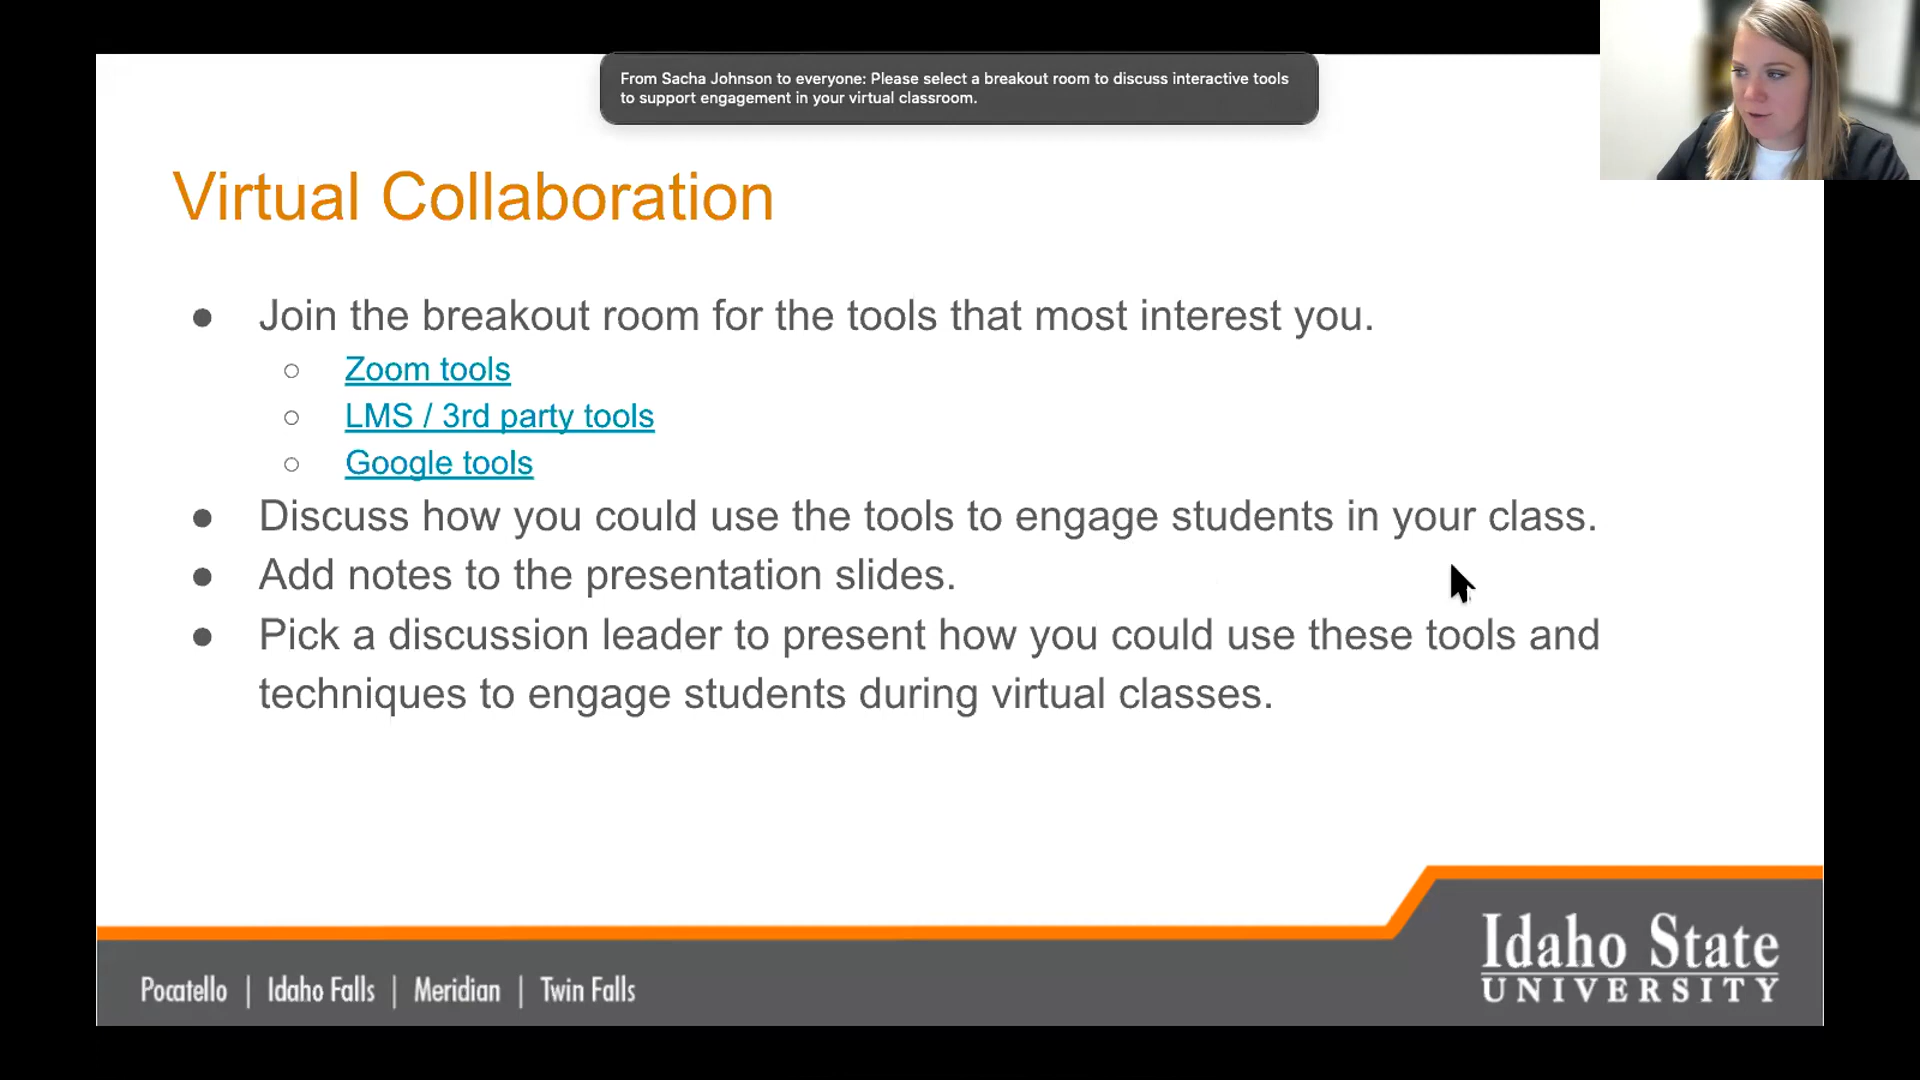 From Sacha Johnson to everyone: Please select a breakout room to discuss interactive tools
to support engagement in your virtual classroom.
Virtual Collaboration
● Join the breakout room for the tools that most interest you.
○ Zoom tools
○ LMS / 3rd party tools
○ Google tools
● Discuss how you could use the tools to engage students in your class.
● Add notes to the presentation slides.
● Pick a discussion leader to present how you could use these tools and
techniques to engage students during virtual classes.
Pocatello | Idaho Falls | Meridian | Twin Falls
Idaho State
UNIVERSITY